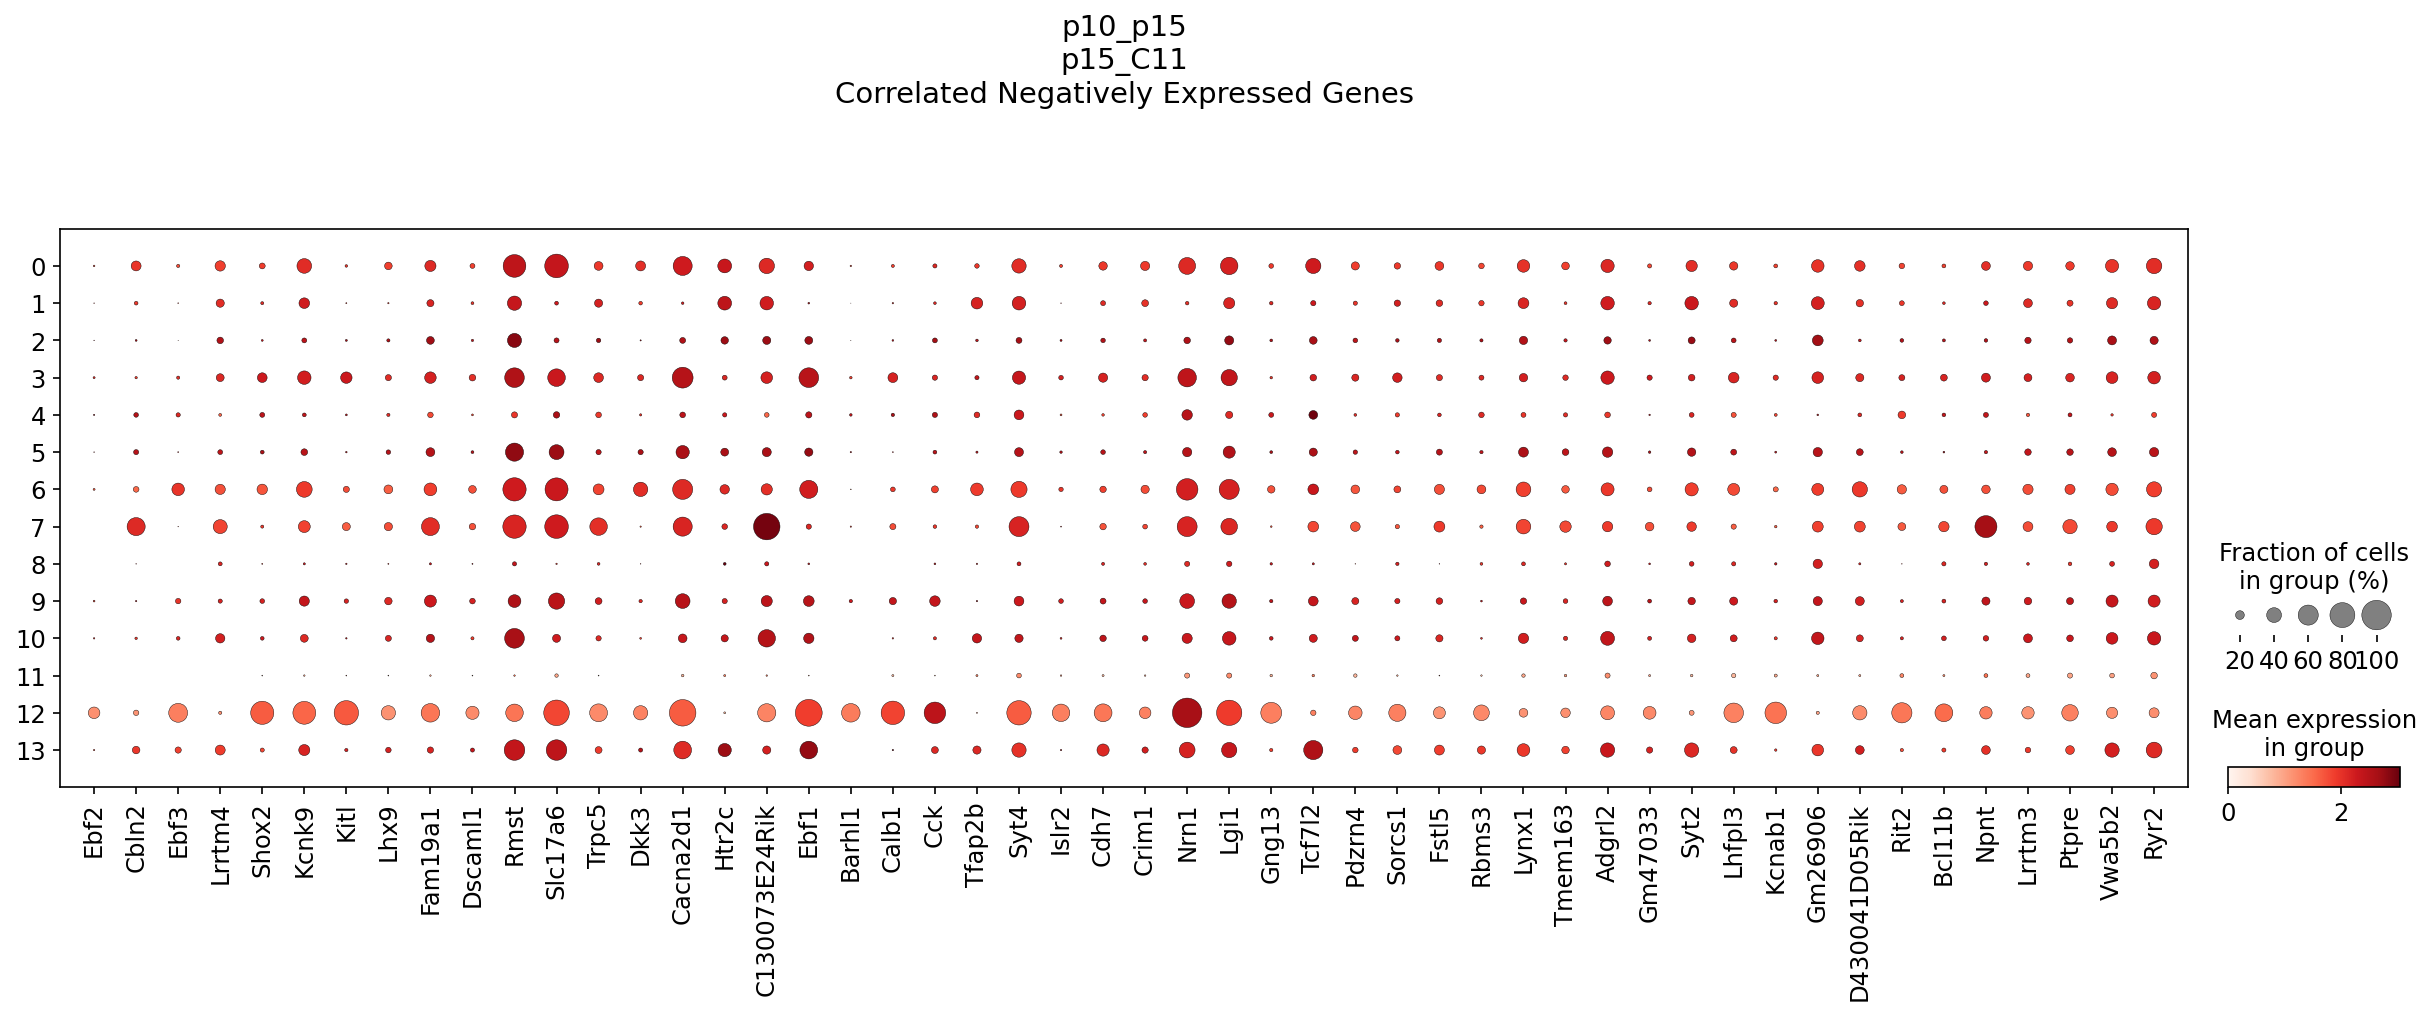 p10_p15
p15_C11
Correlated Negatively Expressed Genes
0
1
2
3
4
5
6
7
8
9
10
11
12
13
Ebf2
Cbln2
Ebf3
Lrrtm4
Shox2
Kcnk9
Kitl
Lhx9
Fam19a1
Dscaml1
Rmst
Slc17a6
Trpc5
Dkk3
Cacna2d1
Htr2c
C130073E24Rik
Ebf1
Barhl1
Calb1
Cck
Tfap2b
Syt4
Islr2
Cdh7
Crim1
Nrn1
Lgi1
Gng13
Tcf7l2
Pdzrn4
Sorcs1
Fstl5
Rbms3
Lynx1
Tmem163
Adgrl2
Gm47033
Syt2
Lhfpl3
Kcnab1
Gm26906
D430041D05Rik
Rit2
Bcl11b
Npnt
Lrrtm3
Ptpre
Vwa5b2
Ryr2
Fraction of cells
in group (%)
20 40 60 80 100
Mean expression
in group
0 2